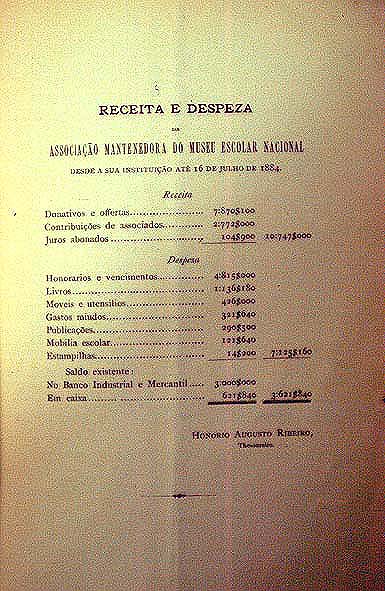 RECEITA E DESPEZA
DA
ASSOCIAÇÃO MANTENEDORA DO MUSEU ESCOLAR NACIONAL
DESDE A SUA INSTITUIÇÃO ATÉ 16 DE JULHO DE 1884.
Receita
Donativos e offertas.................. 7:870$100
Contribuições de associados........... 2:772$000
Juros abonados........................ 104$900 10:747$000
Despeza
Honorarios e vencimentos............. 4:815$000
Livros................................ 1:136$180
Moveis e utensilios................... 426$000
Gastos miudos......................... 321$640
Publicações........................... 290$500
Mobilia escolar....................... 121$640
Estampilhas........................... 14$200 7:125$160
Saldo existente:
No Banco Industrial e Mercantil..... 3:000$000
Em caixa.............................. 621$840 3:621$840
HONORIO AUGUSTO RIBEIRO,
Thesoureiro.